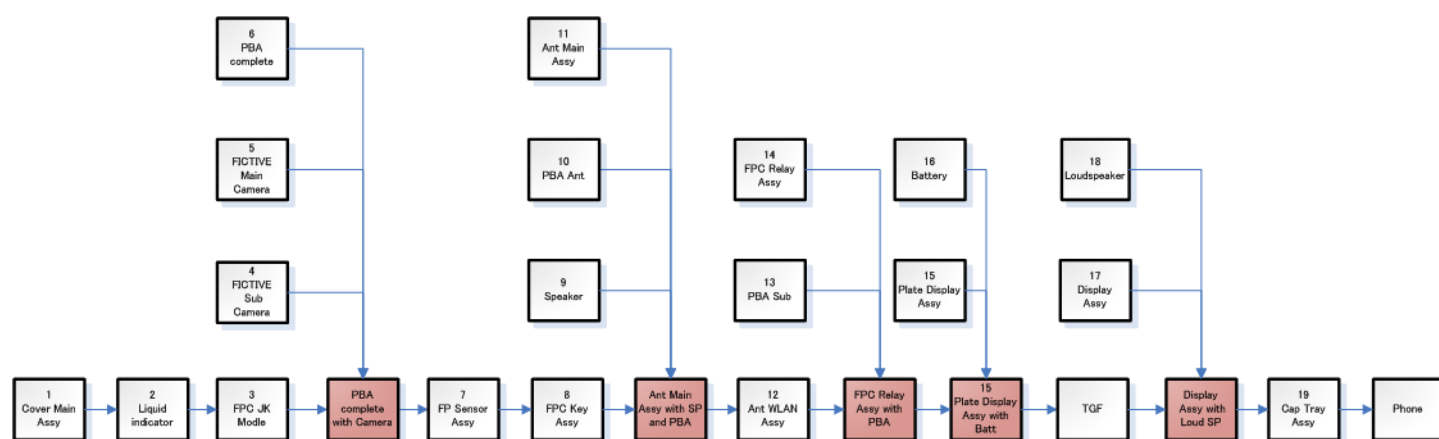 6
PBA
complete
11
Ant Main
Assy
5
FICTIVE
Main
Camera
10
PBA Ant
14
FPC Relay
Assy
16
Battery
18
Loudspeaker
4
FICTIVE
Sub
Camera
9
Speaker
13
PBA Sub
15
Plate Display
Assy
17
Display
Assy
1
Cover Main
Assy
2
Liquid
indicator
3
FPC JK
Modle
PBA
complete
with Camera
7
FP Sensor
Assy
8
FPC Key
Assy
Ant Main
Assy with SP
and PBA
12
Ant WLAN
Assy
FPC Relay
Assy with
PBA
15
Plate Display
Assy with
Batt
TGF
Display
Assy with
Loud SP
19
Cap Tray
Assy
Phone